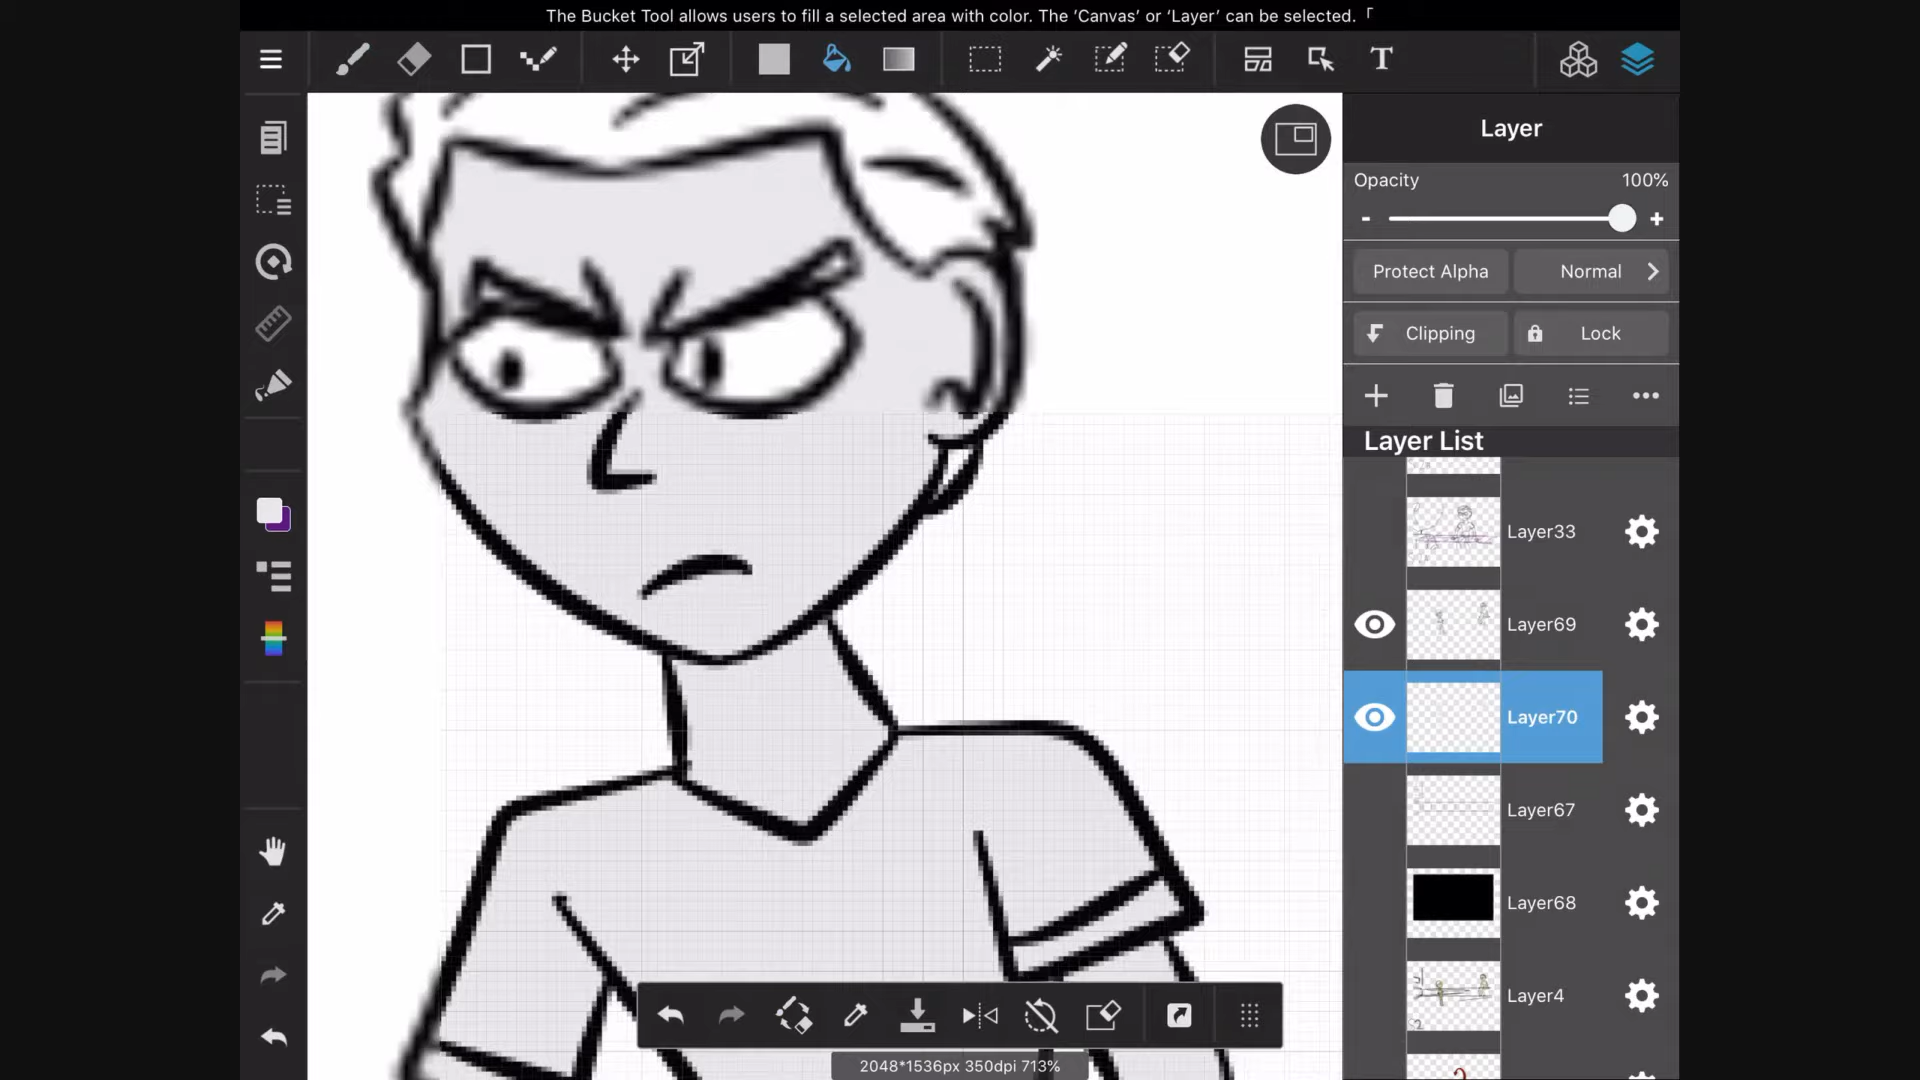 The Bucket Tool allows users to fill a selected area with color. The ‘Canvas’ or ‘Layer’ can be selected. 「
T
Layer
Opacity 100%
- +
Protect Alpha Normal
Clipping Lock
Layer List
Layer33
Layer69
Layer70
Layer67
Layer68
Layer4
2048*1536px 350dpi 713%